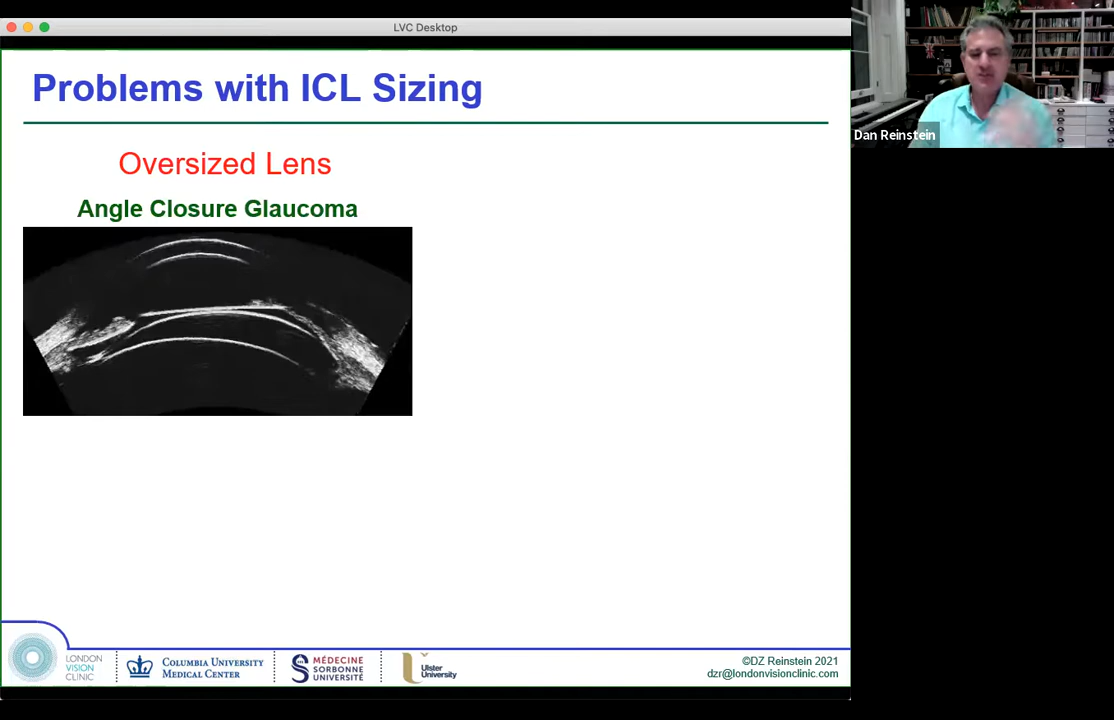 LVC Desktop
Problems with ICL Sizing
Oversized Lens
Angle Closure Glaucoma
Dan Reinstein
LONDON
VISION
CLINIC
COLUMBIA UNIVERSITY
MEDICAL CENTER
MÉDECINE
SORBONNE
UNIVERSITÉ
Ulster
University
©DZ Reinstein 2021
dzr@londonvisionclinic.com